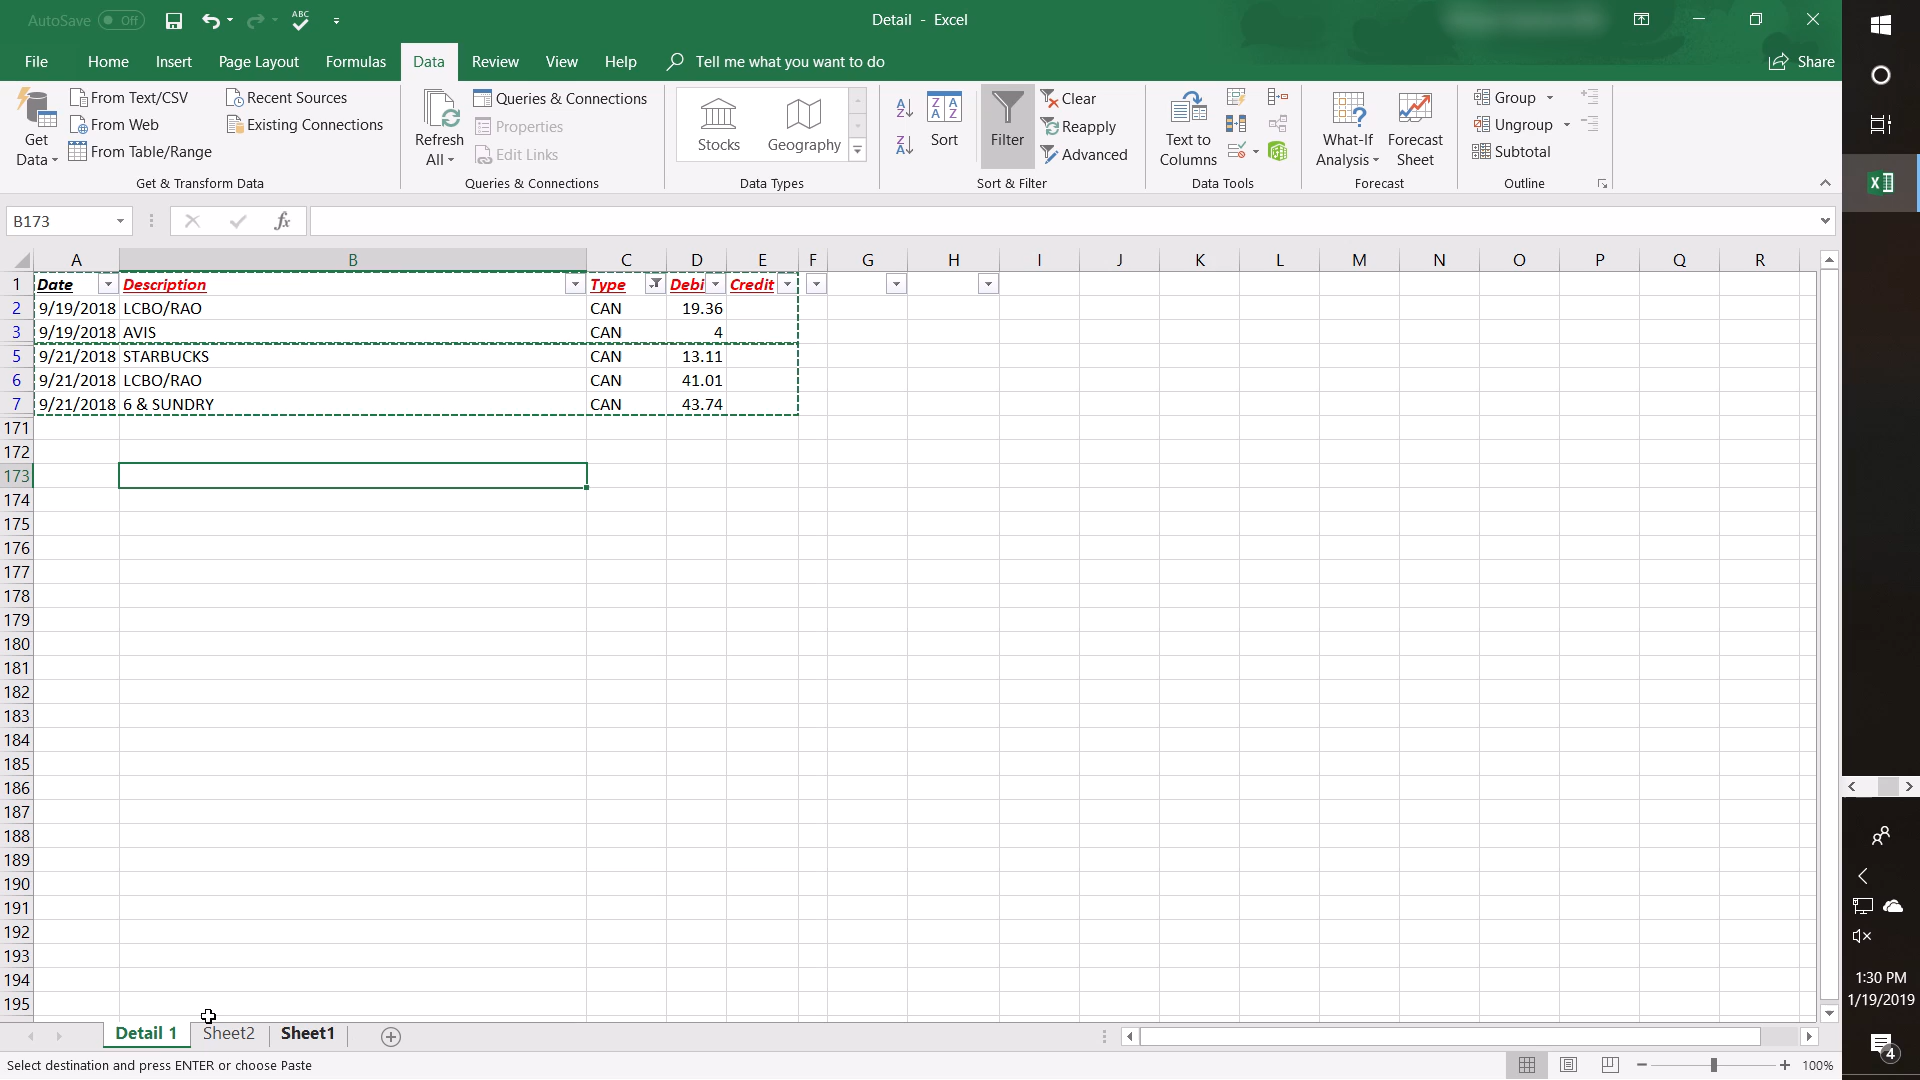 AutoSave Off ABC Detail - Excel
File Home Insert Page Layout Formulas Data Review View Help Tell me what you want to do Share
Get Data
From Text/CSV
From Web
From Table/Range
Recent Sources
Existing Connections
Get & Transform Data
Refresh All
Queries & Connections
Properties
Edit Links
Queries & Connections
Stocks
Geography
Data Types
Sort
Filter
Clear
Reapply
Advanced
Sort & Filter
Text to Columns
Data Tools
What-If Analysis
Forecast Sheet
Forecast
Group
Ungroup
Subtotal
Outline
B173 fx
A B C D E F G H I J K L M N O P Q R
1 Date Description Type Debi Credit
2 9/19/2018 LCBO/RAO CAN 19.36
3 9/19/2018 AVIS CAN 4
5 9/21/2018 STARBUCKS CAN 13.11
6 9/21/2018 LCBO/RAO CAN 41.01
7 9/21/2018 6 & SUNDRY CAN 43.74
171
172
173
174
175
176
177
178
179
180
181
182
183
184
185
186
187
188
189
190
191
192
193
194
195
Detail 1 Sheet2 Sheet1
Select destination and press ENTER or choose Paste 100%
1:30 PM
1/19/2019
4